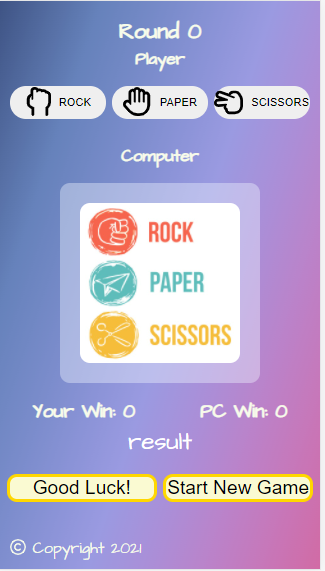 Round 0
Player
ROCK PAPER SCISSORS
Computer
ROCK
PAPER
SCISSORS
Your Win: 0 PC Win: 0
result
Good Luck! Start New Game
© Copyright 2021